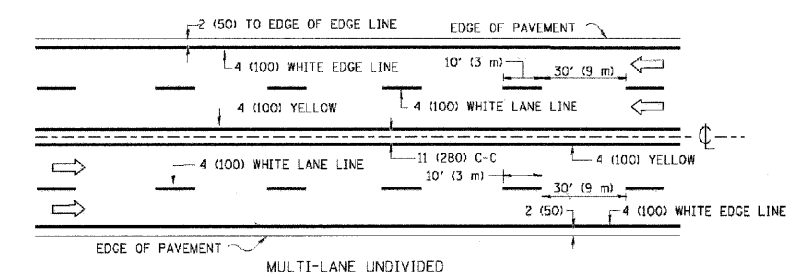 2 (50) TO EDGE OF EDGE LINE
EDGE OF PAVEMENT
4 (100) WHITE EDGE LINE
10' (3 m)
30' (9 m)
4 (100) YELLOW
4 (100) WHITE LANE LINE
℄
4 (100) WHITE LANE LINE
11 (280) C-C
4 (100) YELLOW
10' (3 m)
30' (9 m)
2 (50)
4 (100) WHITE EDGE LINE
EDGE OF PAVEMENT
MULTI-LANE UNDIVIDED